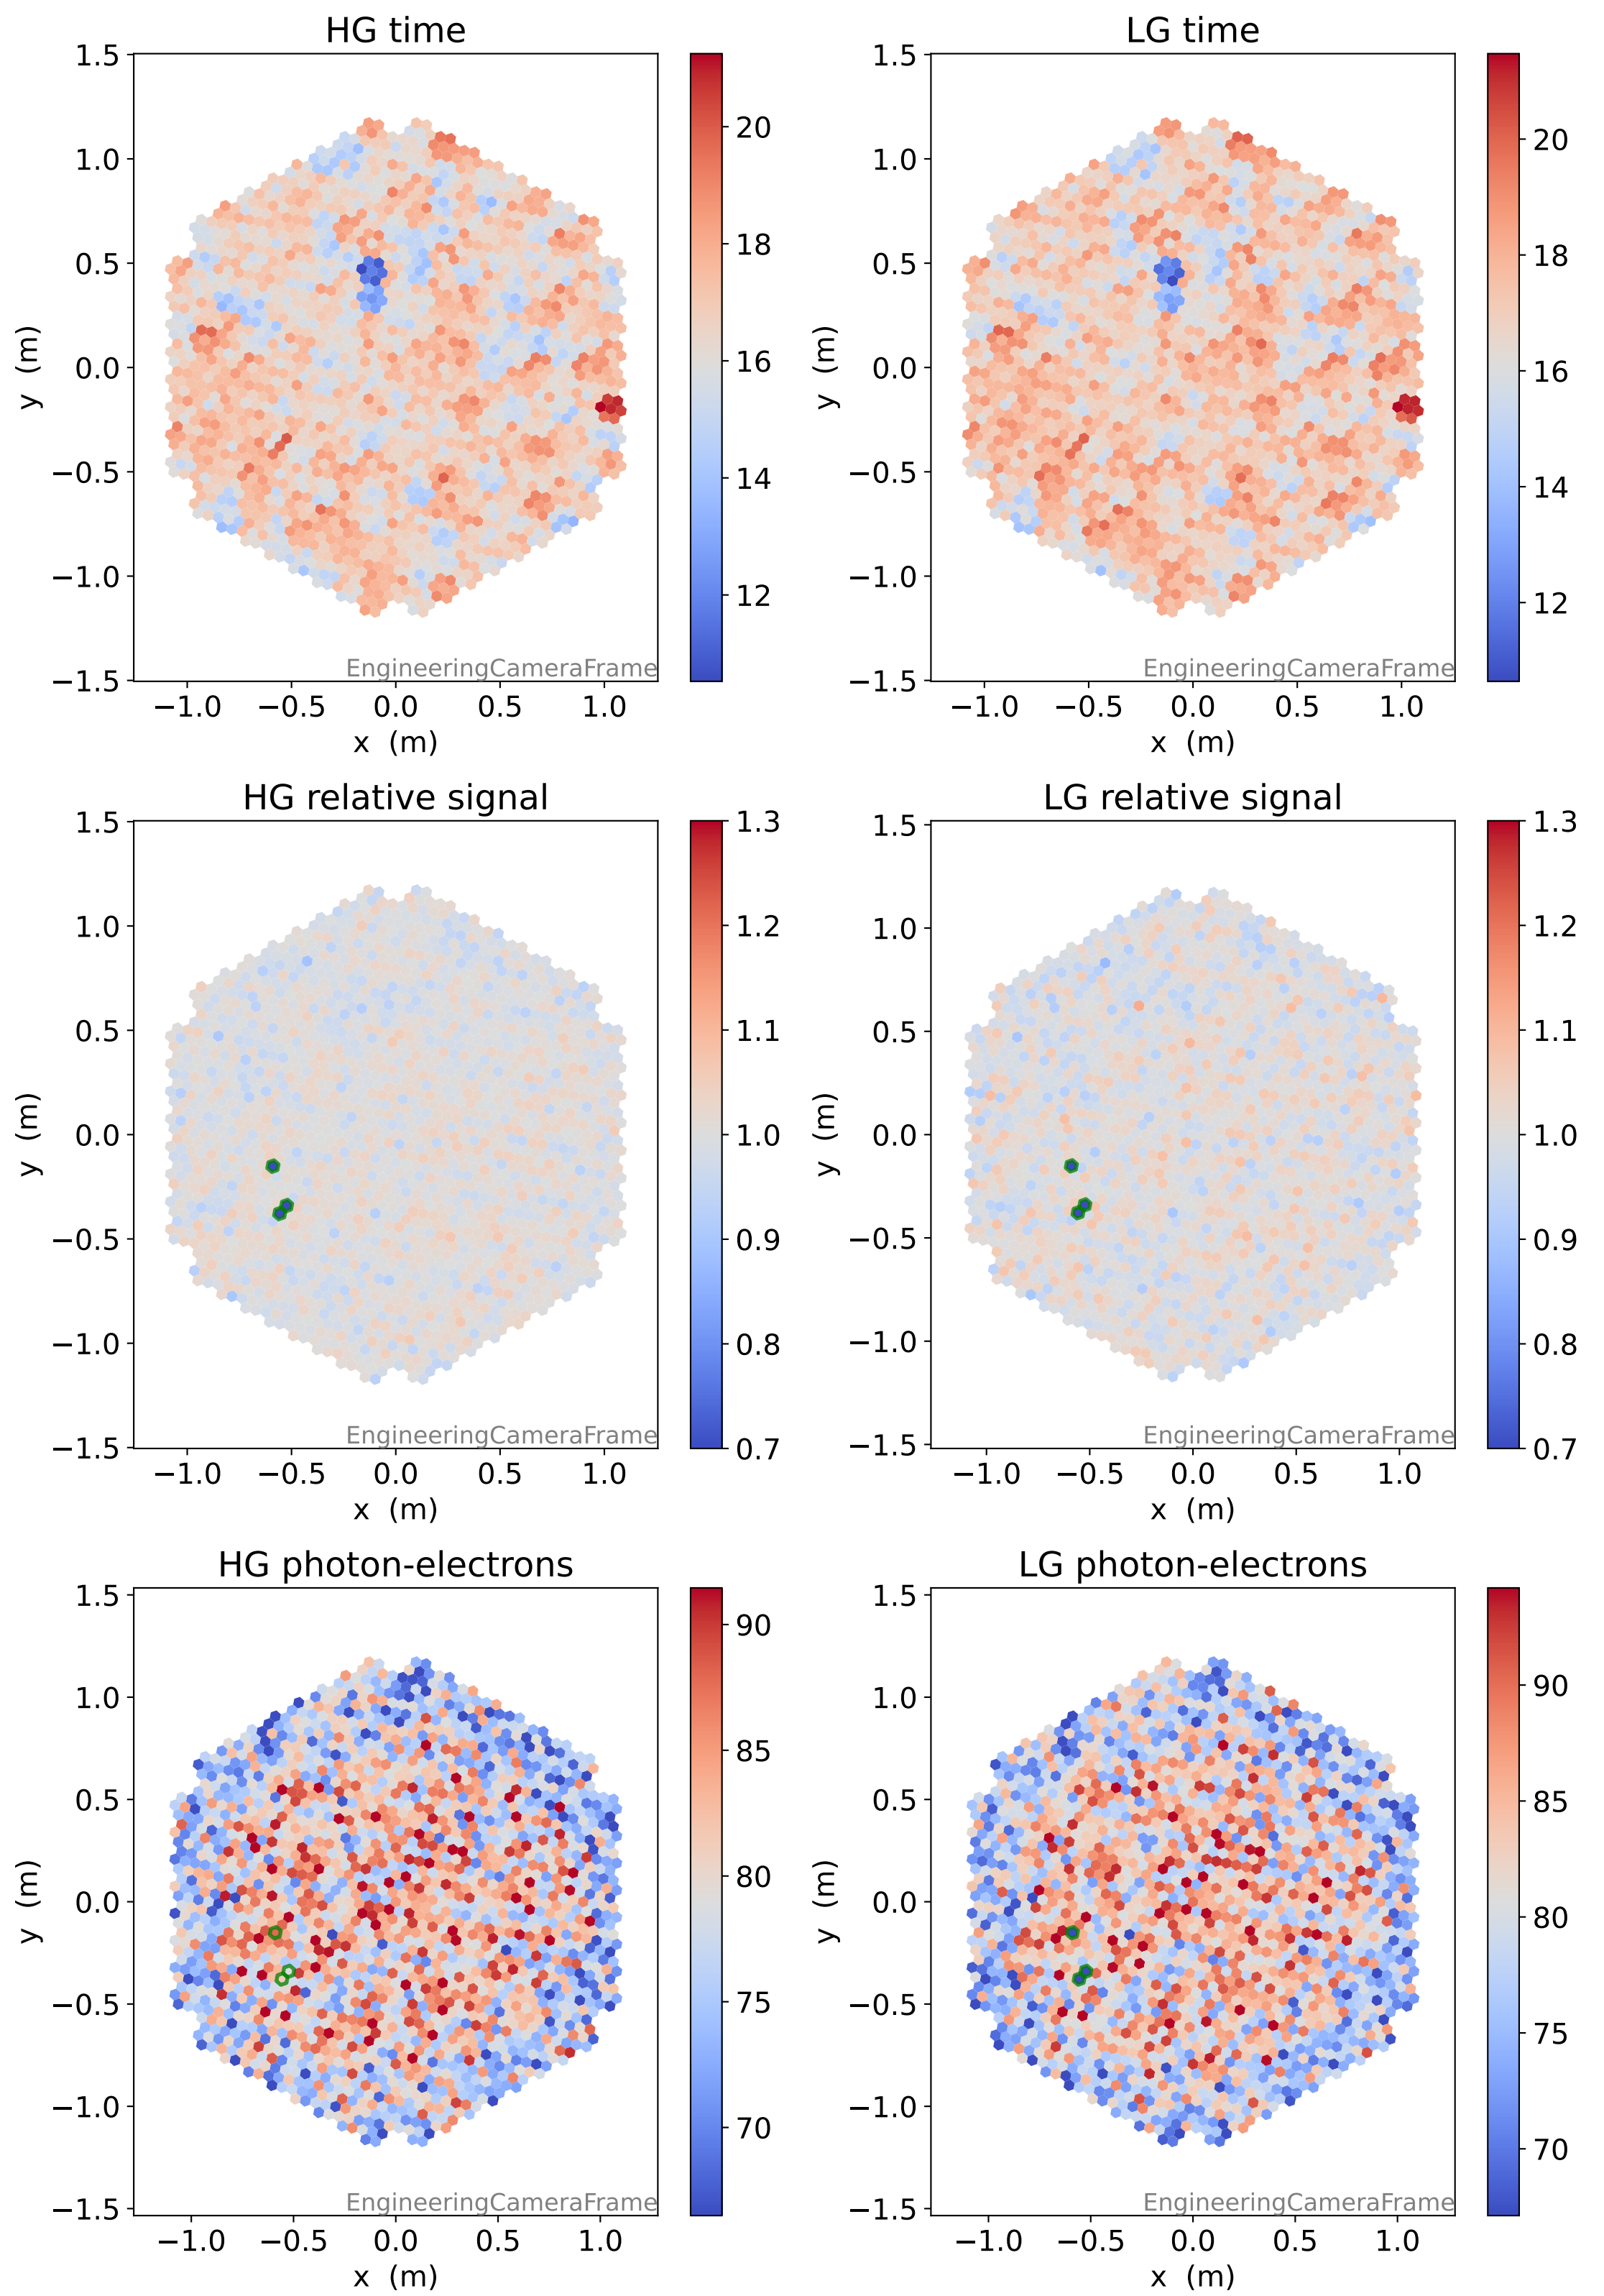 HG time
1.5
1.0
0.5
0.0
−0.5
−1.0
−1.5
y (m)
−1.0 −0.5 0.0 0.5 1.0
x (m)
EngineeringCameraFrame
20
18
16
14
12
LG time
1.5
1.0
0.5
0.0
−0.5
−1.0
−1.5
y (m)
−1.0 −0.5 0.0 0.5 1.0
x (m)
EngineeringCameraFrame
20
18
16
14
12
HG relative signal
1.5
1.0
0.5
0.0
−0.5
−1.0
−1.5
y (m)
−1.0 −0.5 0.0 0.5 1.0
x (m)
EngineeringCameraFrame
1.3
1.2
1.1
1.0
0.9
0.8
0.7
LG relative signal
1.5
1.0
0.5
0.0
−0.5
−1.0
−1.5
y (m)
−1.0 −0.5 0.0 0.5 1.0
x (m)
EngineeringCameraFrame
1.3
1.2
1.1
1.0
0.9
0.8
0.7
HG photon-electrons
1.5
1.0
0.5
0.0
−0.5
−1.0
−1.5
y (m)
−1.0 −0.5 0.0 0.5 1.0
x (m)
EngineeringCameraFrame
90
85
80
75
70
LG photon-electrons
1.5
1.0
0.5
0.0
−0.5
−1.0
−1.5
y (m)
−1.0 −0.5 0.0 0.5 1.0
x (m)
EngineeringCameraFrame
90
85
80
75
70